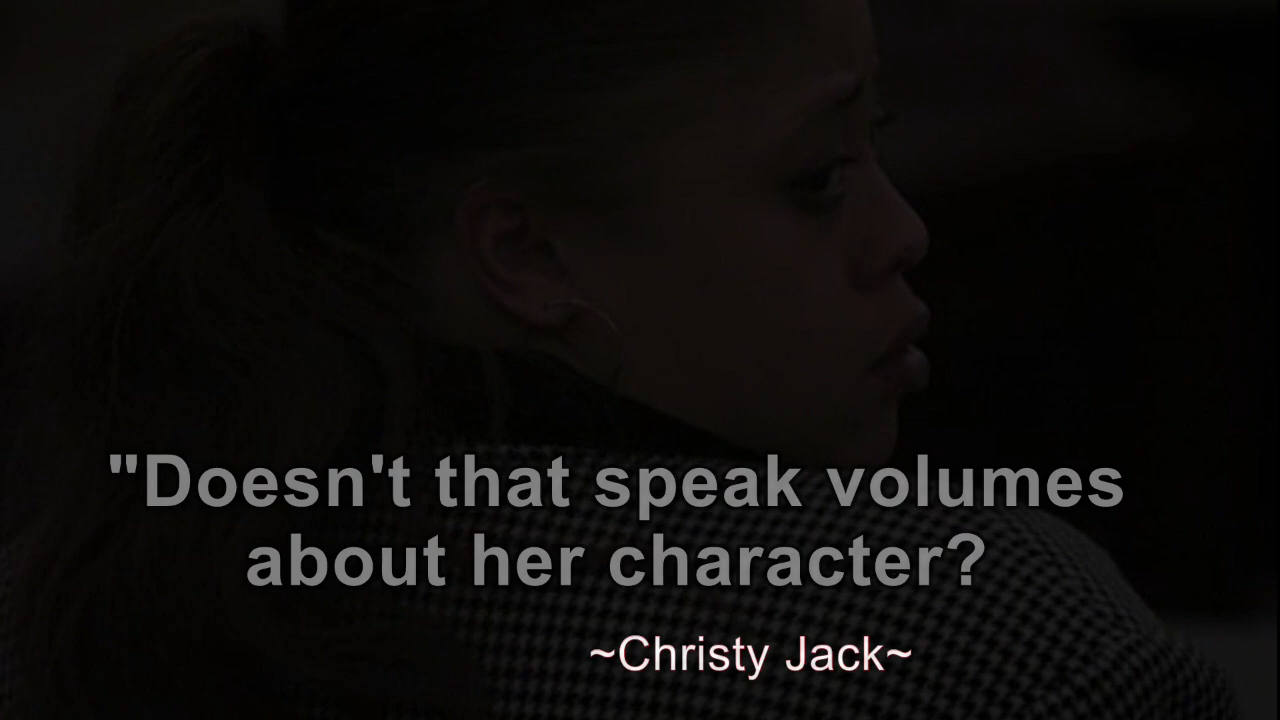 "Doesn't that speak volumes
about her character?
~Christy Jack~